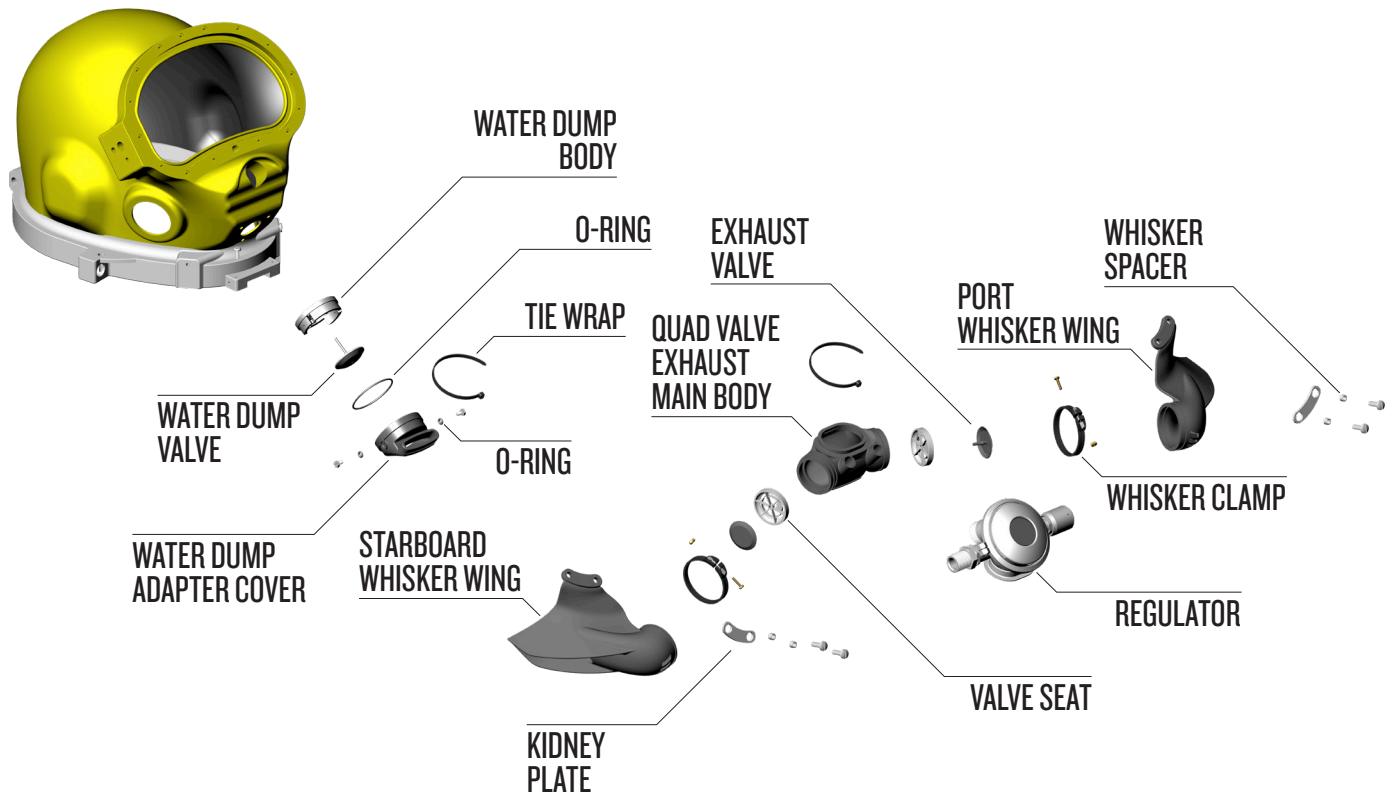 WATER DUMP
BODY
O-RING
EXHAUST
VALVE
WHISKER
SPACER
PORT
WHISKER WING
TIE WRAP
QUAD VALVE
EXHAUST
MAIN BODY
WATER DUMP
VALVE
O-RING
WHISKER CLAMP
WATER DUMP
ADAPTER COVER
STARBOARD
WHISKER WING
REGULATOR
VALVE SEAT
KIDNEY
PLATE